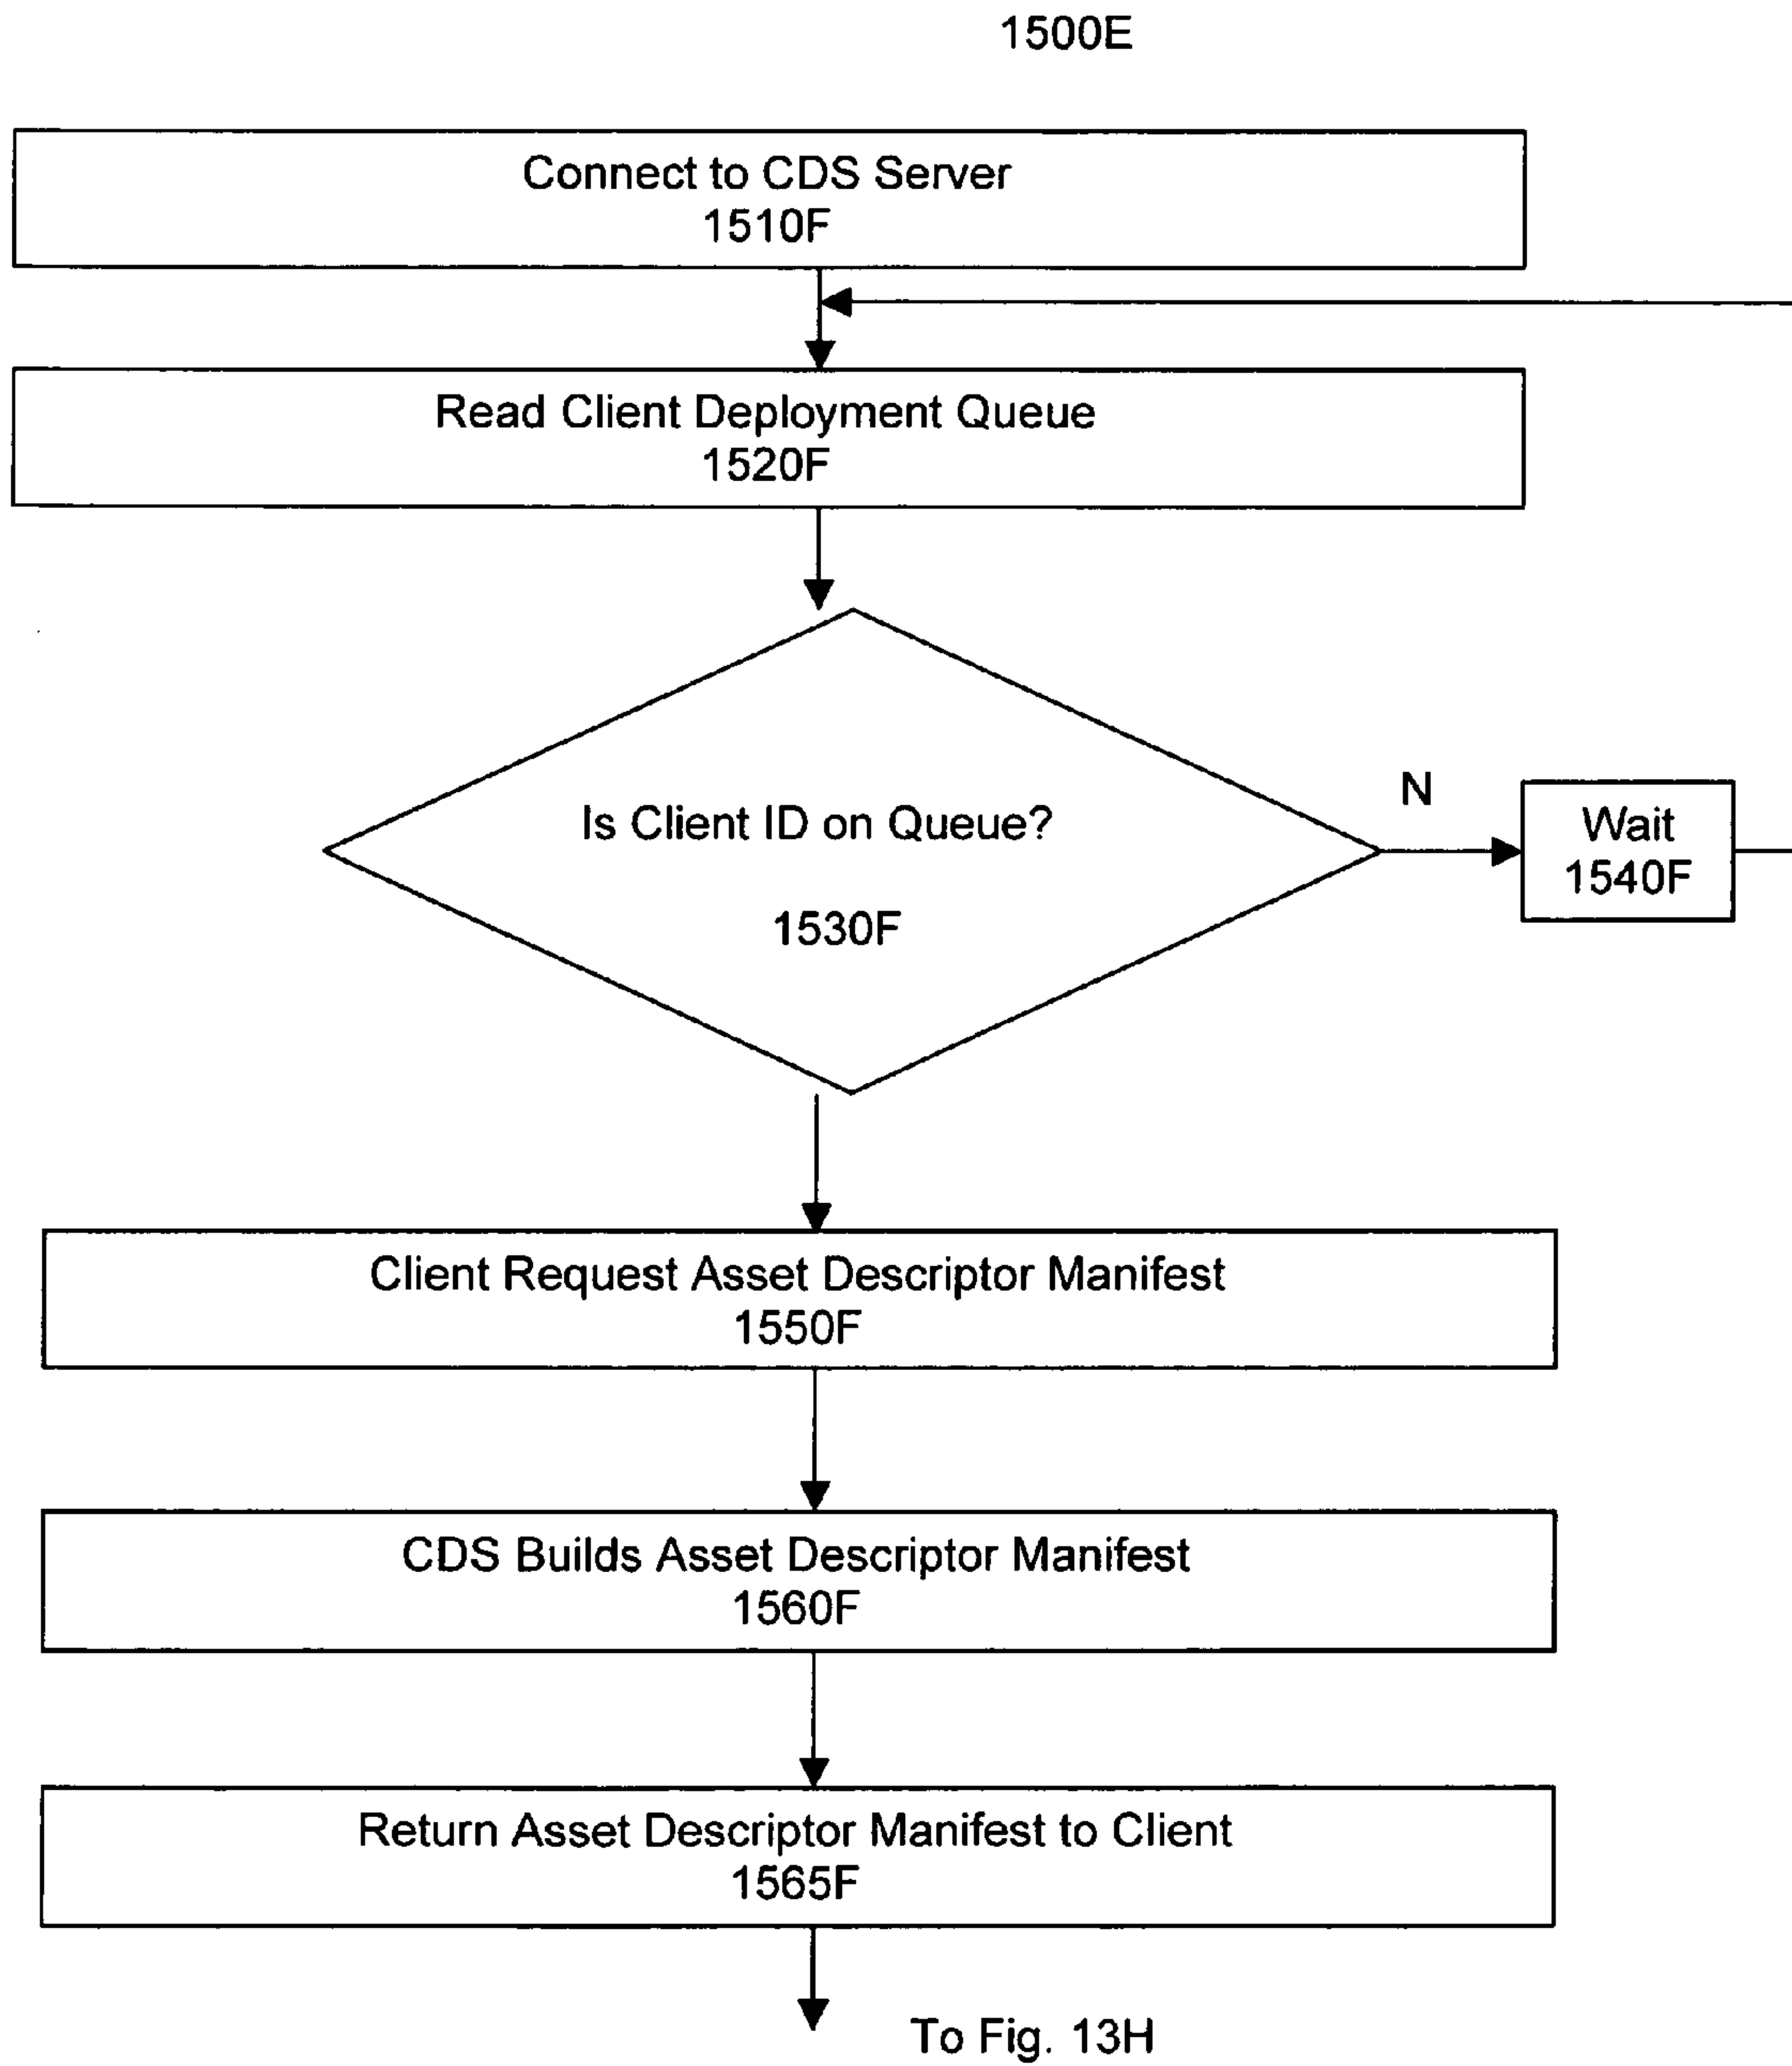 1500E
Connect to CDS Server
1510F
Read Client Deployment Queue
1520F
Is Client ID on Queue?
1530F
N
Wait
1540F
Client Request Asset Descriptor Manifest
1550F
CDS Builds Asset Descriptor Manifest
1560F
Return Asset Descriptor Manifest to Client
1565F
To Fig. 13H